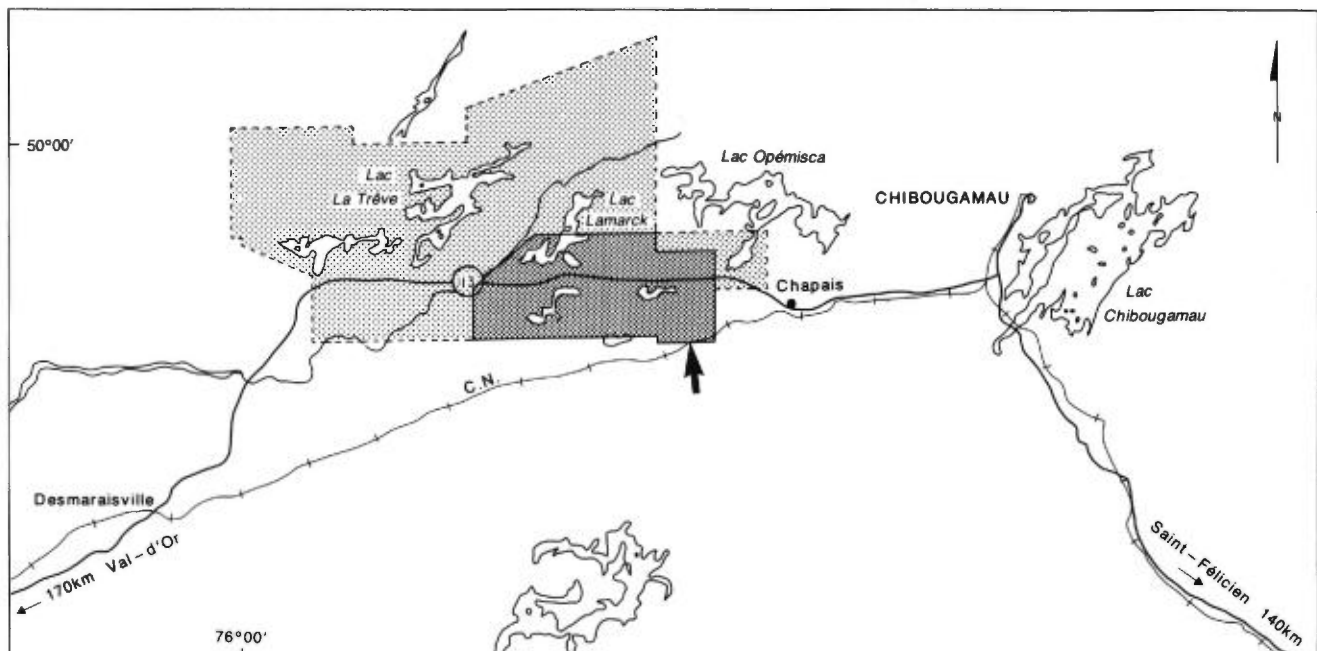 N
50°00'
Lac
La Trêve
Lac
Lamarck
Lac Opémisca
CHIBOUGAMAU
Lac
Chibougamau
Chapais
C.N.
Desmaraisville
170km Val-d'Or
Saint-Félicien 140km
76°00'